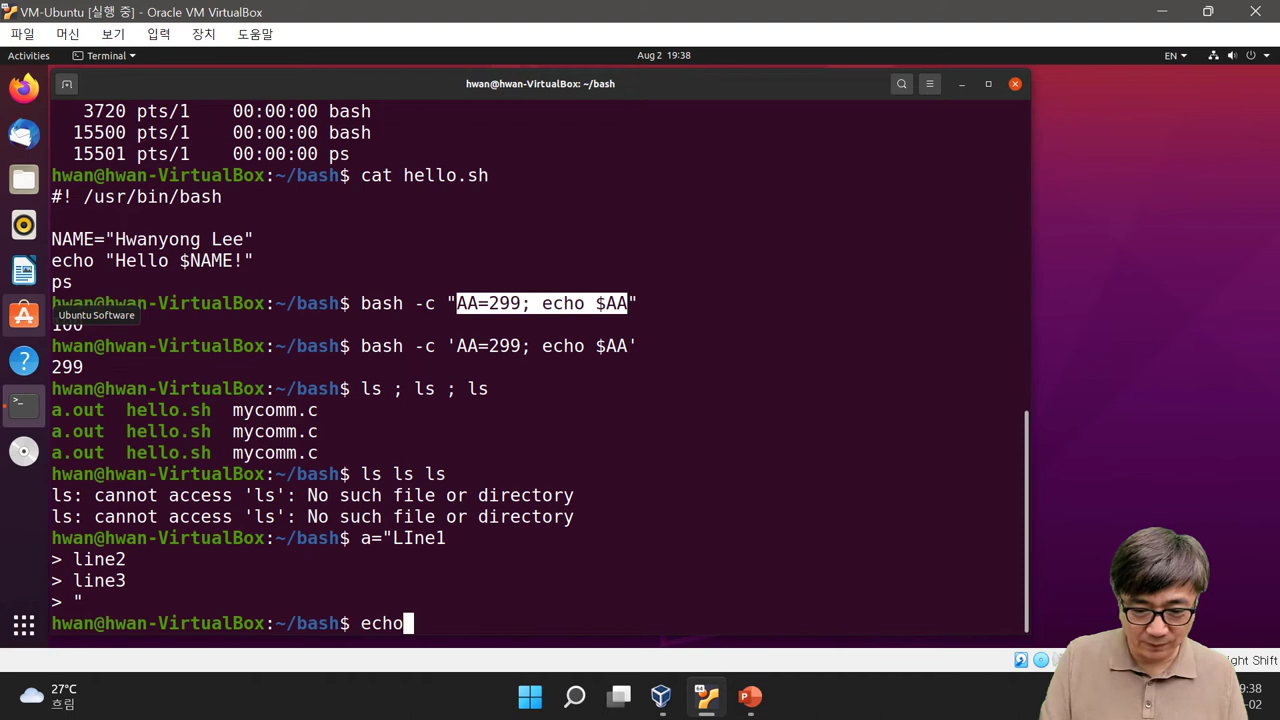 VM-Ubuntu [실행 중] - Oracle VM VirtualBox
파일 머신 보기 입력 장치 도움말
Activities Terminal Aug 2 19:38 EN
hwan@hwan-VirtualBox: ~/bash
3720 pts/1 00:00:00 bash
15500 pts/1 00:00:00 bash
15501 pts/1 00:00:00 ps
hwan@hwan-VirtualBox:~/bash$ cat hello.sh
#! /usr/bin/bash
NAME="Hwanyong Lee"
echo "Hello $NAME!"
ps
hwan@hwan-VirtualBox:~/bash$ bash -c "AA=299; echo $AA"
Ubuntu Software
100
hwan@hwan-VirtualBox:~/bash$ bash -c 'AA=299; echo $AA'
299
hwan@hwan-VirtualBox:~/bash$ ls ; ls ; ls
a.out hello.sh mycomm.c
a.out hello.sh mycomm.c
a.out hello.sh mycomm.c
hwan@hwan-VirtualBox:~/bash$ ls ls ls
ls: cannot access 'ls': No such file or directory
ls: cannot access 'ls': No such file or directory
hwan@hwan-VirtualBox:~/bash$ a="LIne1
> line2
> line3
> "
hwan@hwan-VirtualBox:~/bash$ echo
Shift
27°C
흐림